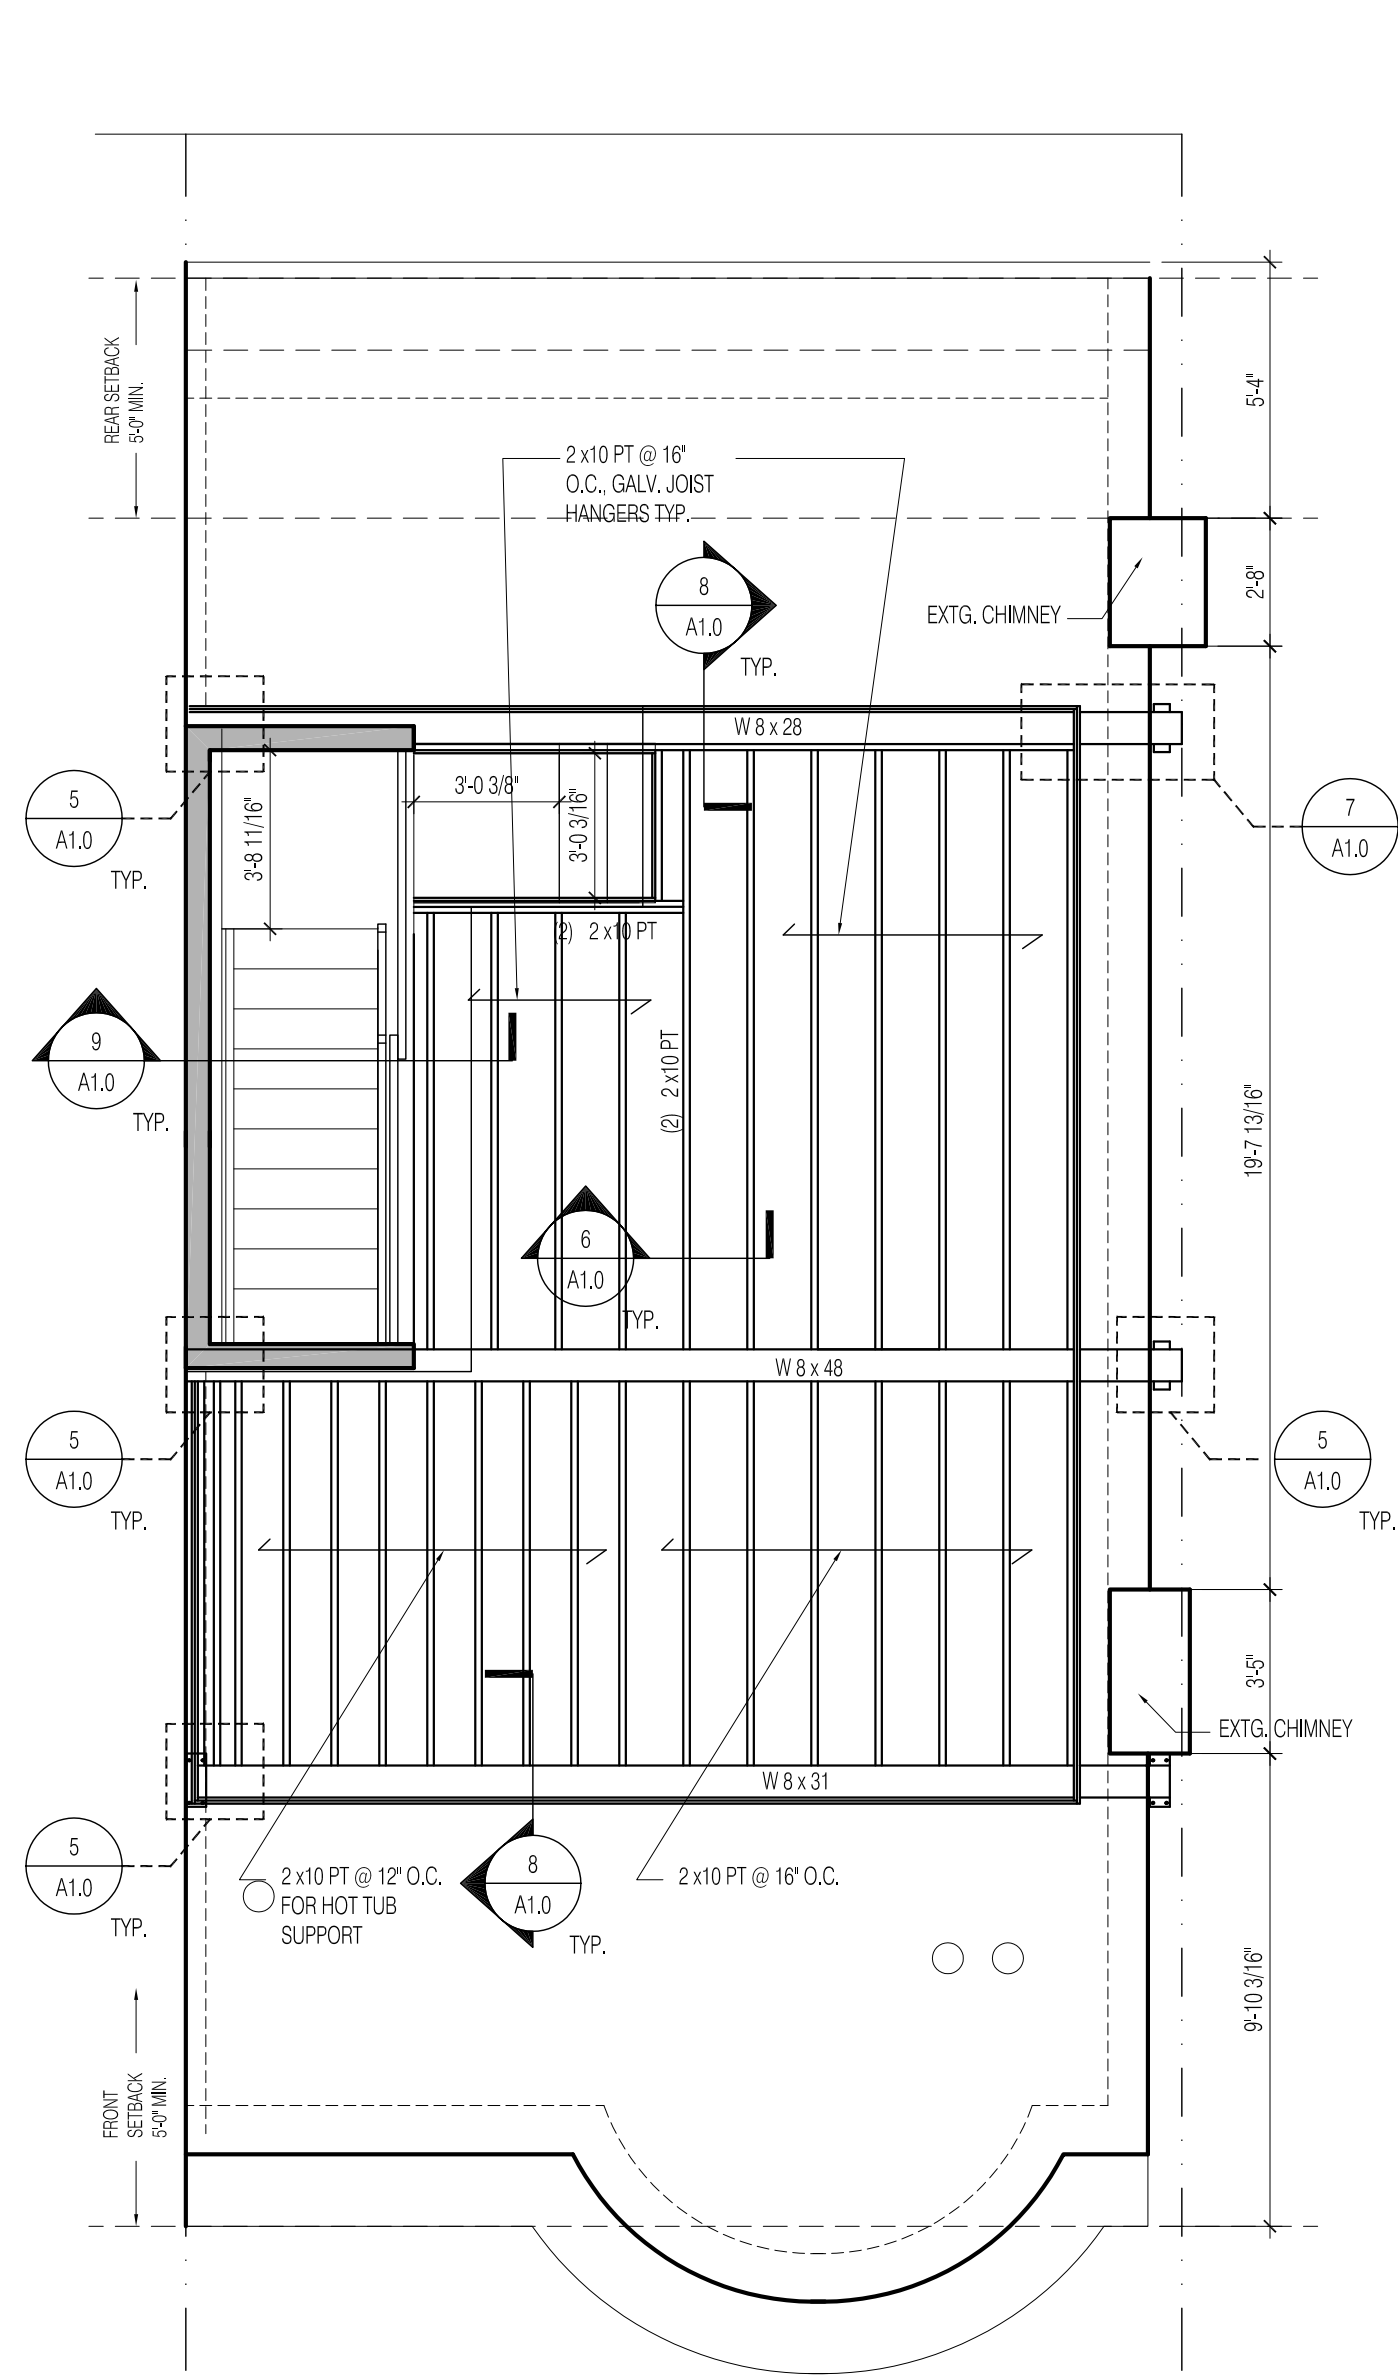 REAR SETBACK
5'-0" MIN.
5'-4"
2 x10 PT @ 16"
O.C., GALV. JOIST
HANGERS TYP.
8
A1.0
TYP.
EXTG. CHIMNEY
2'-8"
W 8 x 28
5
A1.0
TYP.
3'-8 11/16"
3'-0 3/8"
3'-0 3/16"
7
A1.0
(2) 2 x10 PT
9
A1.0
TYP.
(2) 2 x10 PT
19'-7 13/16"
6
A1.0
TYP.
W 8 x 48
5
A1.0
TYP.
5
A1.0
TYP.
3'-5"
EXTG. CHIMNEY
W 8 x 31
5
A1.0
TYP.
2 x10 PT @ 12" O.C.
FOR HOT TUB
SUPPORT
8
A1.0
TYP.
2 x10 PT @ 16" O.C.
9'-10 3/16"
FRONT
SETBACK
5'-0" MIN.